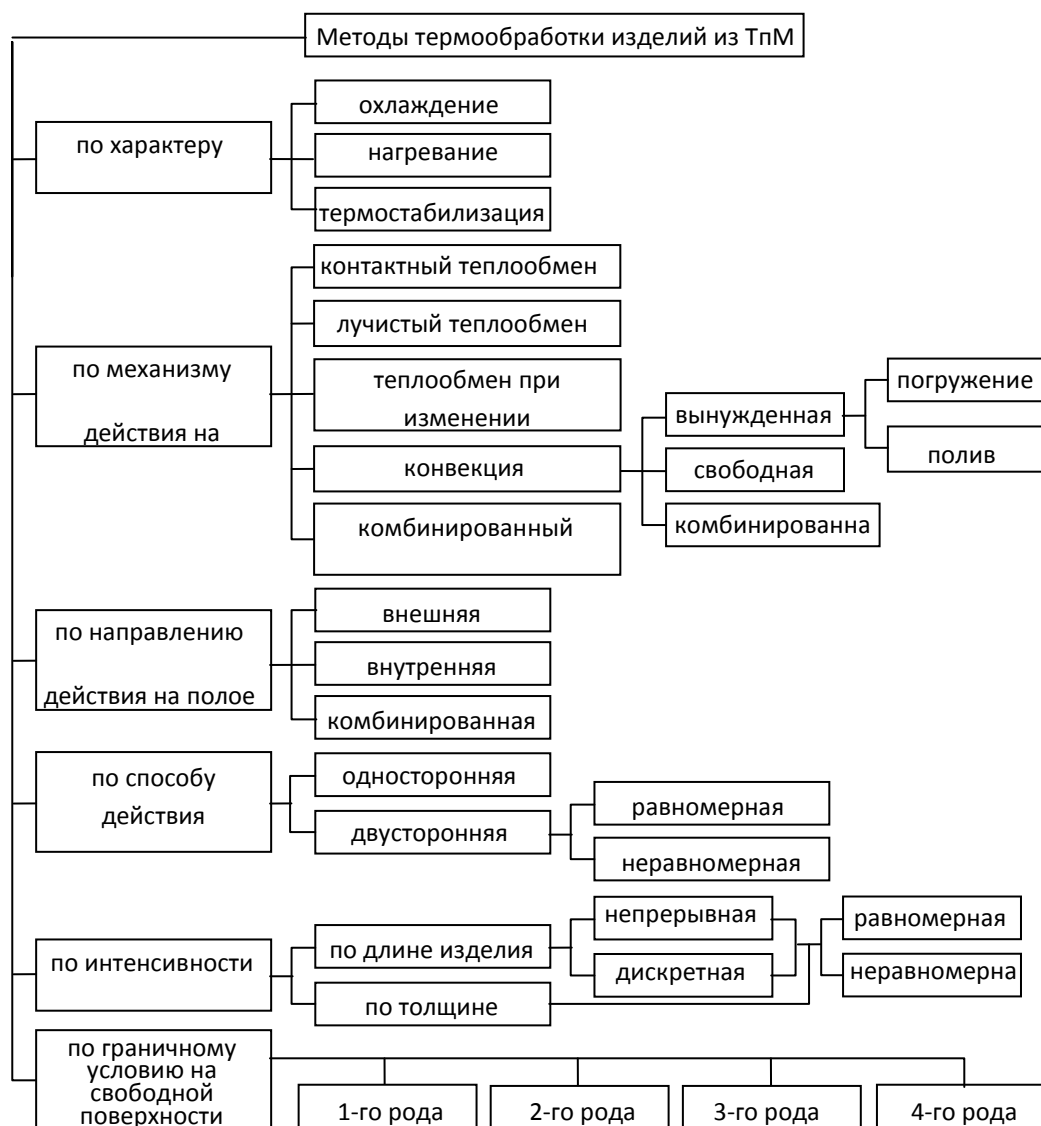 Методы термообработки изделий из ТпМ
по характеру
охлаждение
нагревание
термостабилизация
по механизму
действия на
контактный теплообмен
лучистый теплообмен
теплообмен при
изменении
конвекция
комбинированный
вынужденная
свободная
комбинированна
погружение
полив
по направлению
действия на полое
внешняя
внутренняя
комбинированная
по способу
действия
односторонняя
двусторонняя
равномерная
неравномерная
по интенсивности
по длине изделия
по толщине
непрерывная
дискретная
равномерная
неравномерна
по граничному
условию на
свободной
поверхности
1-го рода
2-го рода
3-го рода
4-го рода